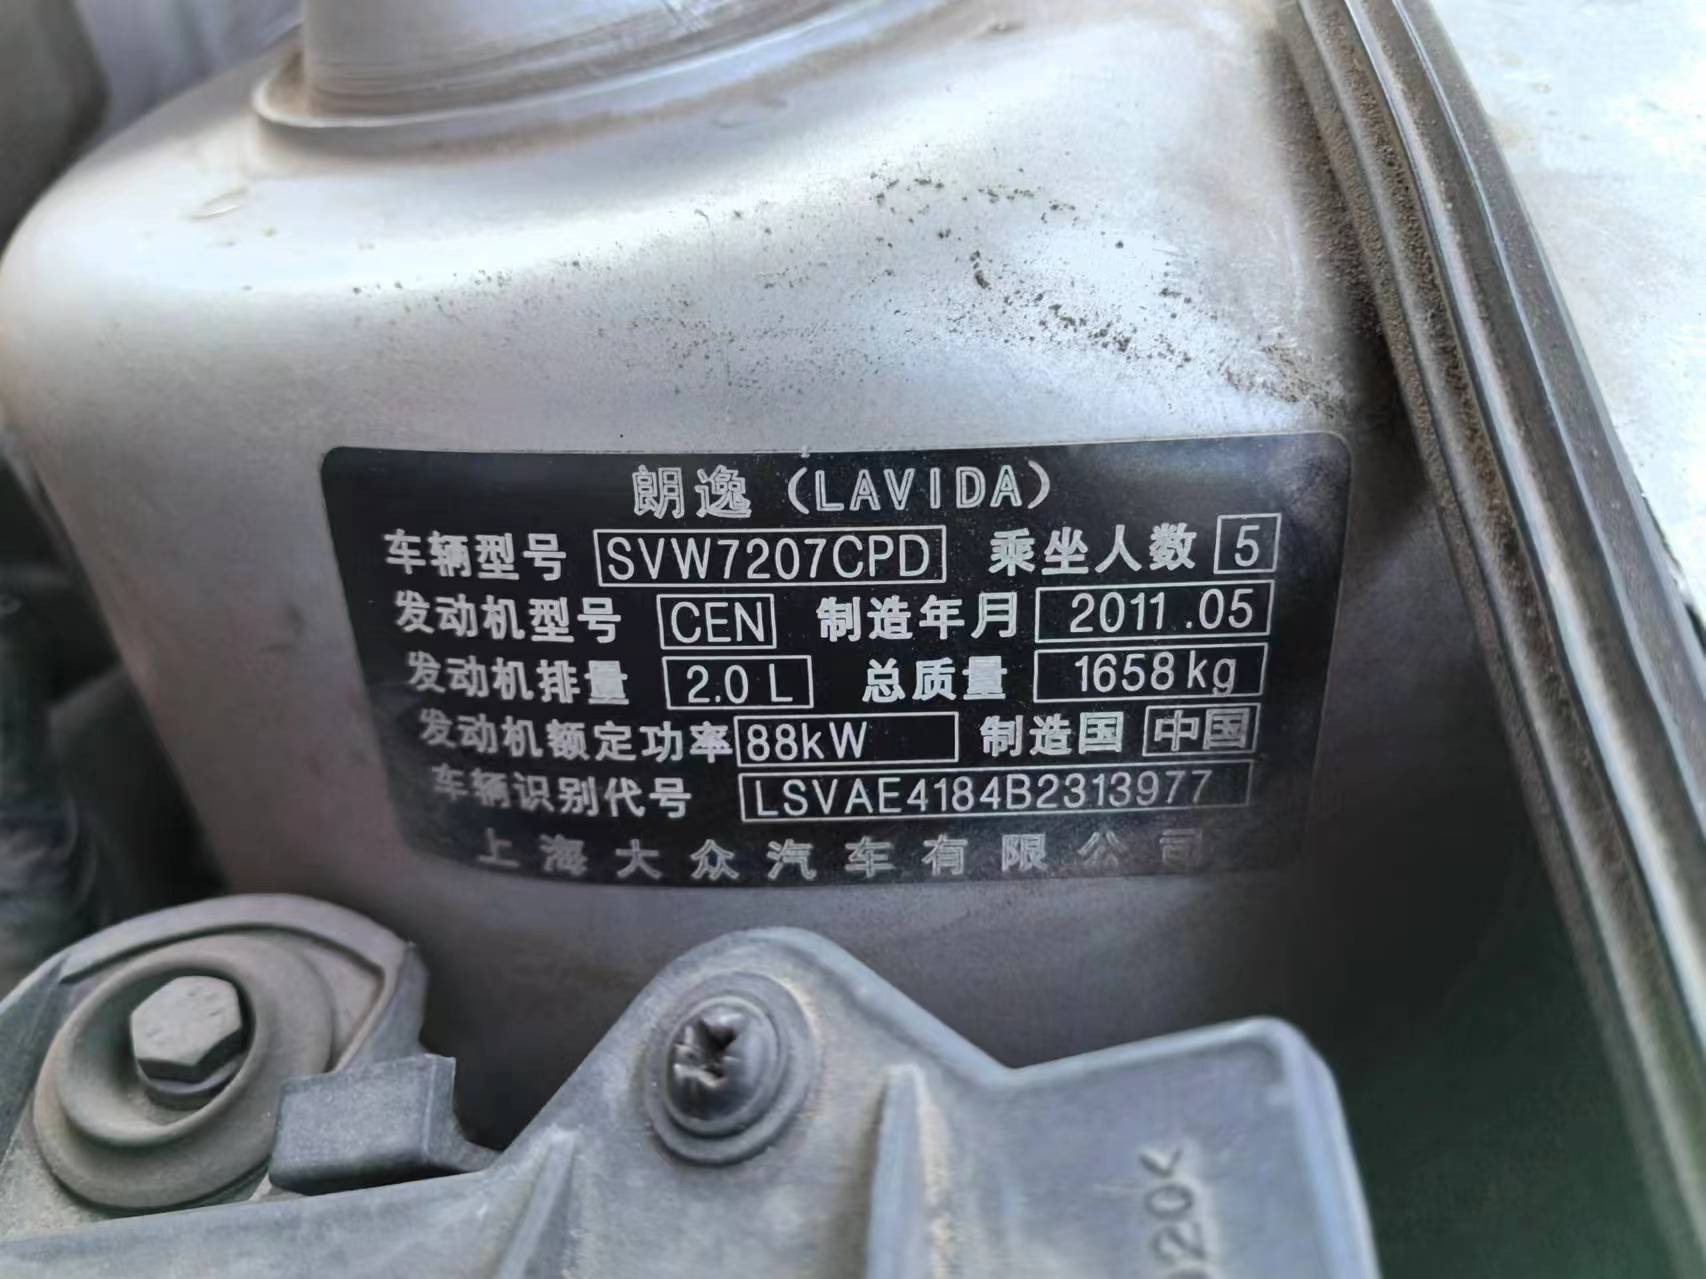 朗逸 (LAVIDA)
车辆型号 SVW7207CPD 乘坐人数 5
发动机型号 CEN 制造年月 2011.05
发动机排量 2.0 L 总质量 1658kg
发动机额定功率 88kW 制造国 中国
车辆识别代号 LSVAE4184B2313977
上海大众汽车有限公司